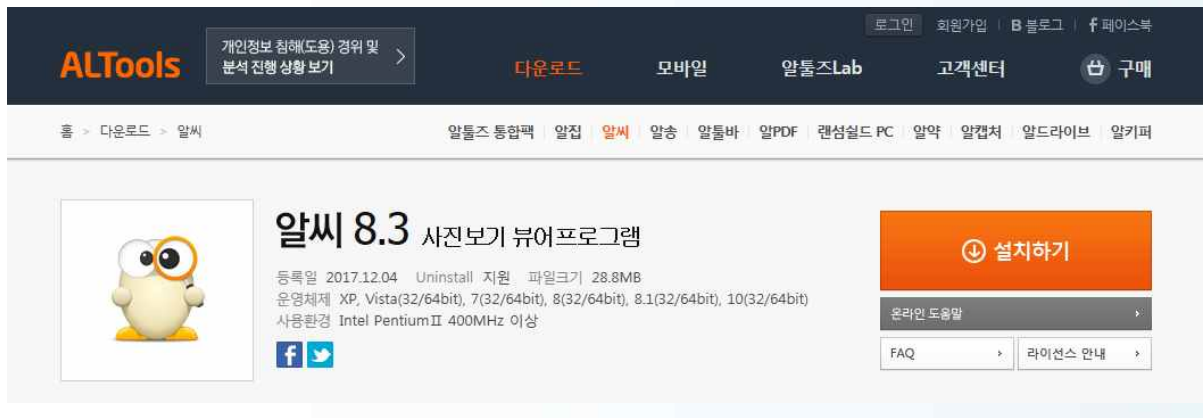 로그인 회원가입 B 블로그 f 페이스북
ALTools
개인정보 침해(도용) 경위 및
분석 진행 상황 보기
다운로드 모바일 알툴즈Lab 고객센터 구매
홈 > 다운로드 > 알씨
알툴즈 통합팩 알집 알씨 알송 알툴바 알PDF 랜섬쉴드 PC 알약 알캡처 알드라이브 알키퍼
알씨 8.3 사진보기 뷰어프로그램
등록일 2017.12.04 Uninstall 지원 파일크기 28.8MB
운영체제 XP, Vista(32/64bit), 7(32/64bit), 8(32/64bit), 8.1(32/64bit), 10(32/64bit)
사용환경 Intel PentiumⅡ 400MHz 이상
f
설치하기
온라인 도움말
FAQ
라이선스 안내